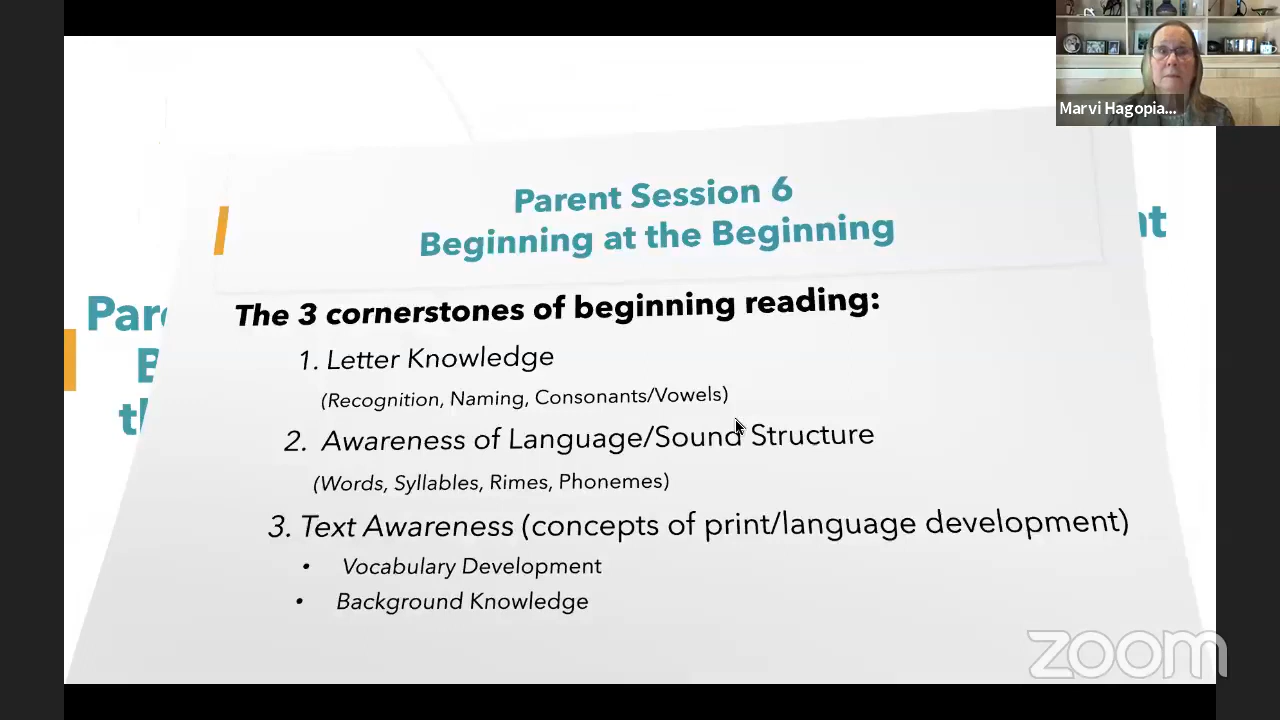 Marvi Hagopia...
Parent Session 6
Beginning at the Beginning
The 3 cornerstones of beginning reading:
1. Letter Knowledge
(Recognition, Naming, Consonants/Vowels)
2. Awareness of Language/Sound Structure
(Words, Syllables, Rimes, Phonemes)
3. Text Awareness (concepts of print/language development)
• Vocabulary Development
• Background Knowledge
zoom